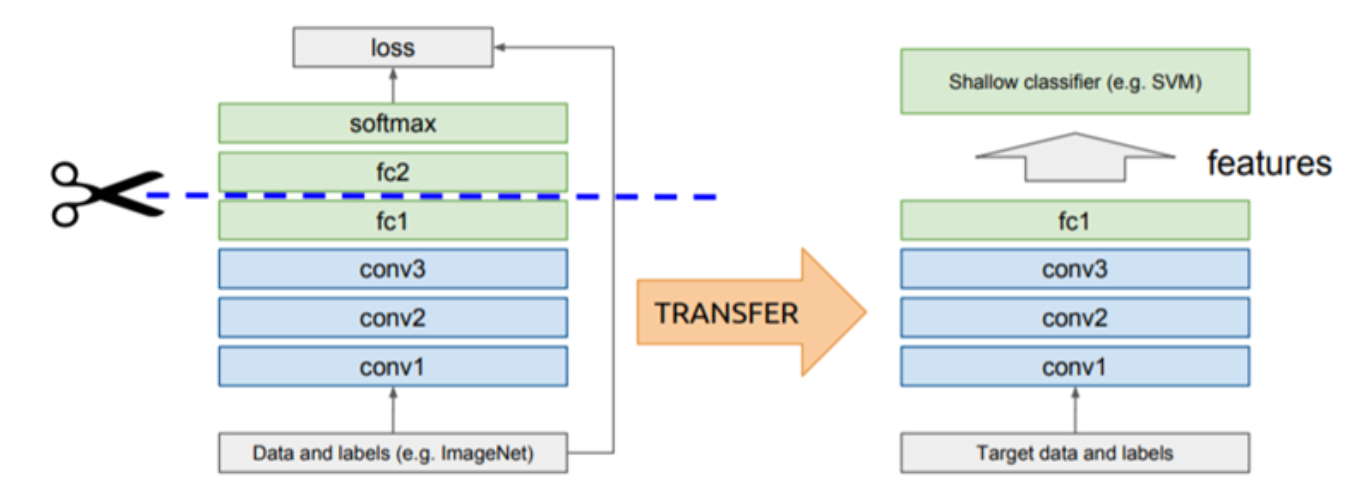 loss
softmax
fc2
fc1
conv3
conv2
conv1
Data and labels (e.g. ImageNet)
TRANSFER
Shallow classifier (e.g. SVM)
features
fc1
conv3
conv2
conv1
Target data and labels